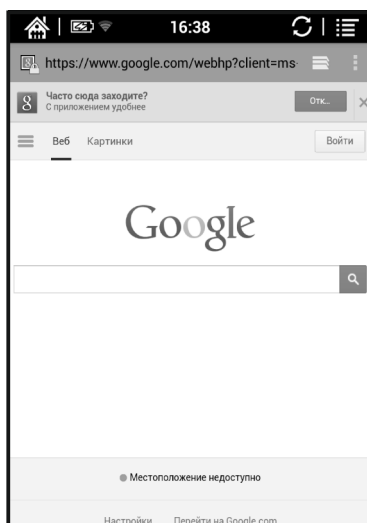 16:38
https://www.google.com/webhp?client=ms-
Часто сюда заходите?
С приложением удобнее
Отк...
Веб Картинки
Войти
Google
Местоположение недоступно
Настройки Перейти на Google.com